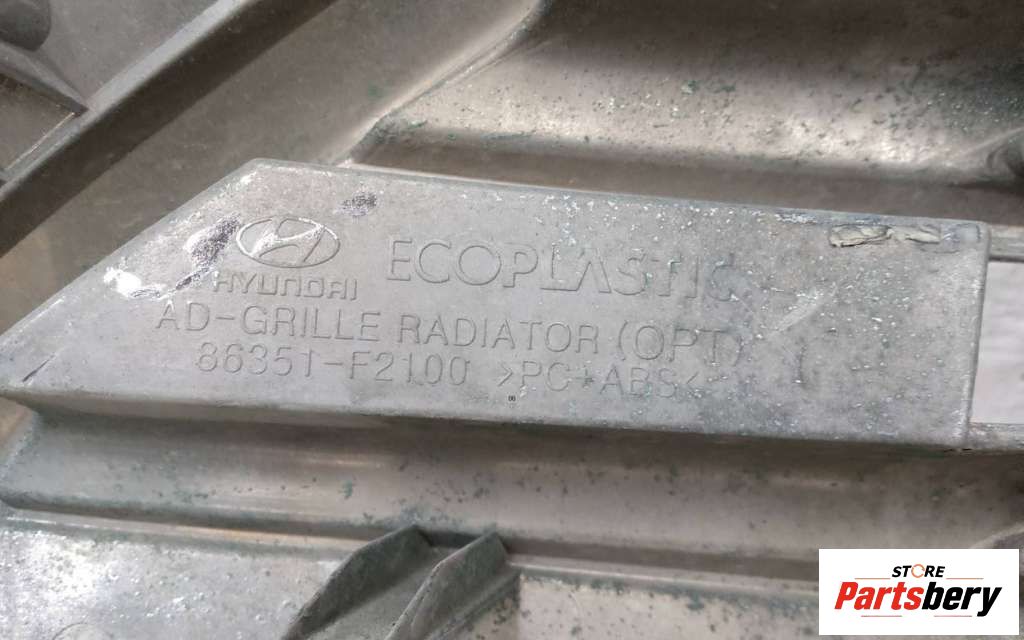 HYUNDAI
ECOPLASTIC
AD-GRILLE RADIATOR (OPT)
86351-F2100 >PC+ABS<
STORE
Partsbery